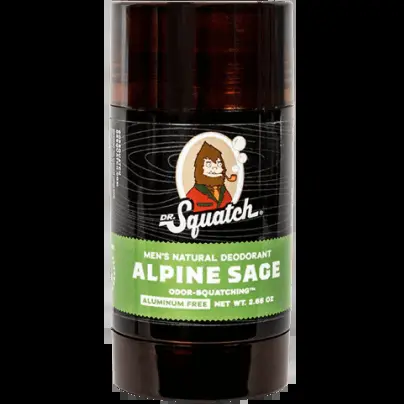 DR.
Squatch®
MEN'S NATURAL DEODORANT
ALPINE SAGE
ODOR-SQUATCHING™
ALUMINUM FREE NET WT. 2.65 OZ